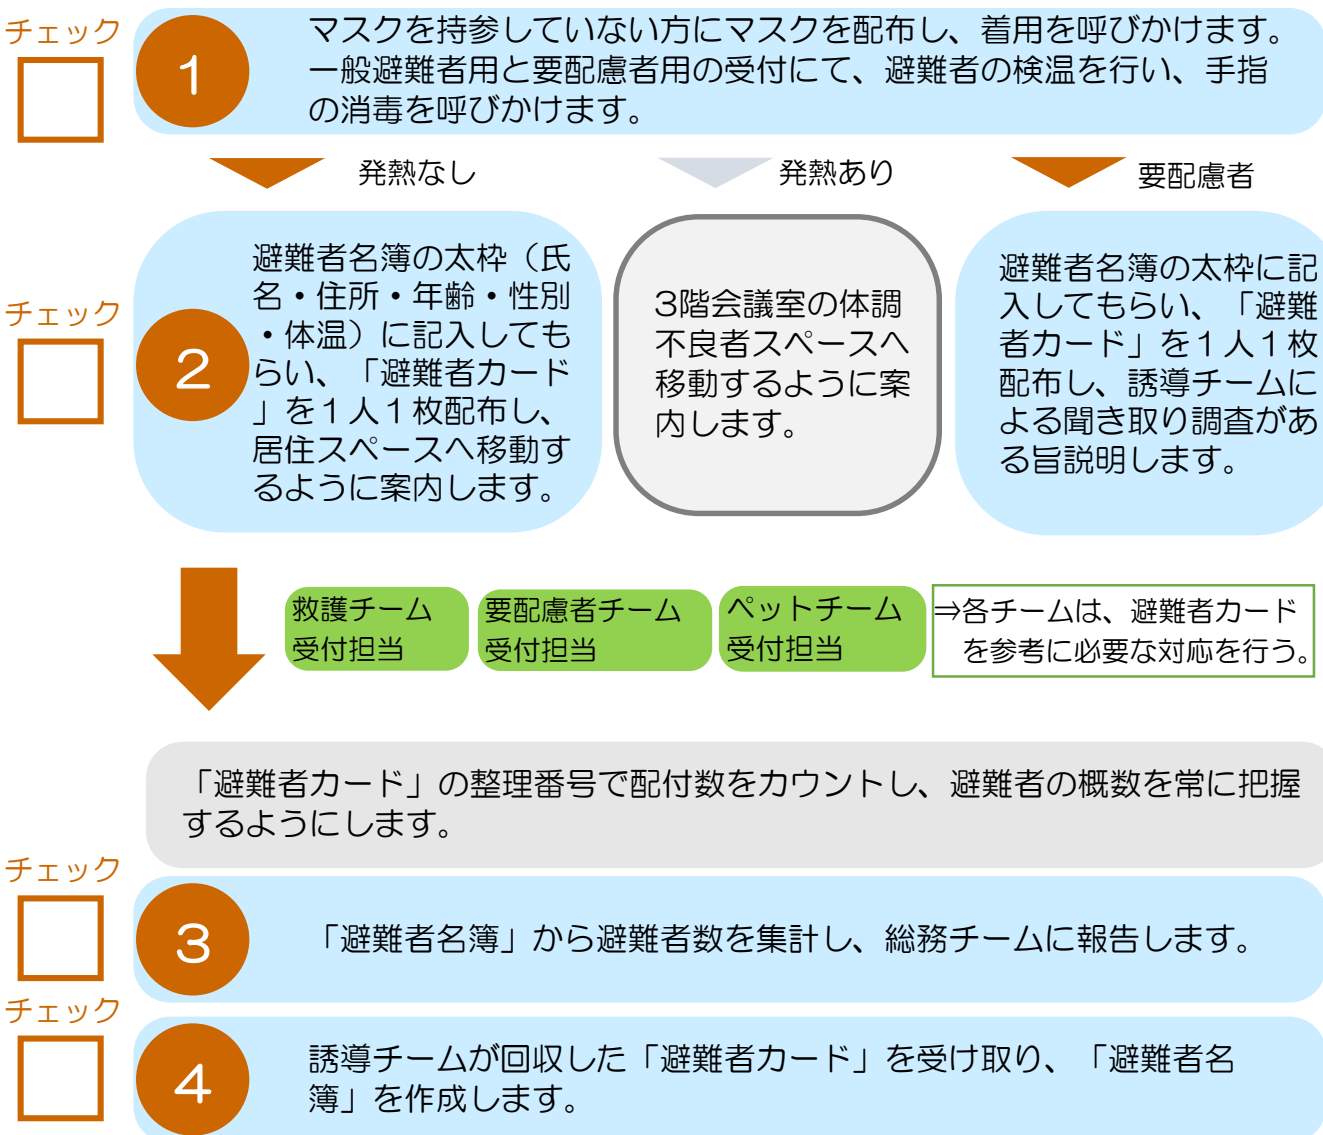 チェック
1
マスクを持参していない方にマスクを配布し、着用を呼びかけます。
一般避難者用と要配慮者用の受付にて、避難者の検温を行い、手指
の消毒を呼びかけます。
発熱なし
発熱あり
要配慮者
チェック
2
避難者名簿の太枠（氏
名・住所・年齢・性別
・体温）に記入しても
らい、「避難者カード
」を１人１枚配布し、
居住スペースへ移動す
るように案内します。
3階会議室の体調
不良者スペースへ
移動するように案
内します。
避難者名簿の太枠に記
入してもらい、「避難
者カード」を１人１枚
配布し、誘導チームに
よる聞き取り調査があ
る旨説明します。
救護チーム
受付担当
要配慮者チーム
受付担当
ペットチーム
受付担当
⇒各チームは、避難者カード
を参考に必要な対応を行う。
「避難者カード」の整理番号で配付数をカウントし、避難者の概数を常に把握
するようにします。
チェック
3
「避難者名簿」から避難者数を集計し、総務チームに報告します。
チェック
4
誘導チームが回収した「避難者カード」を受け取り、「避難者名
簿」を作成します。